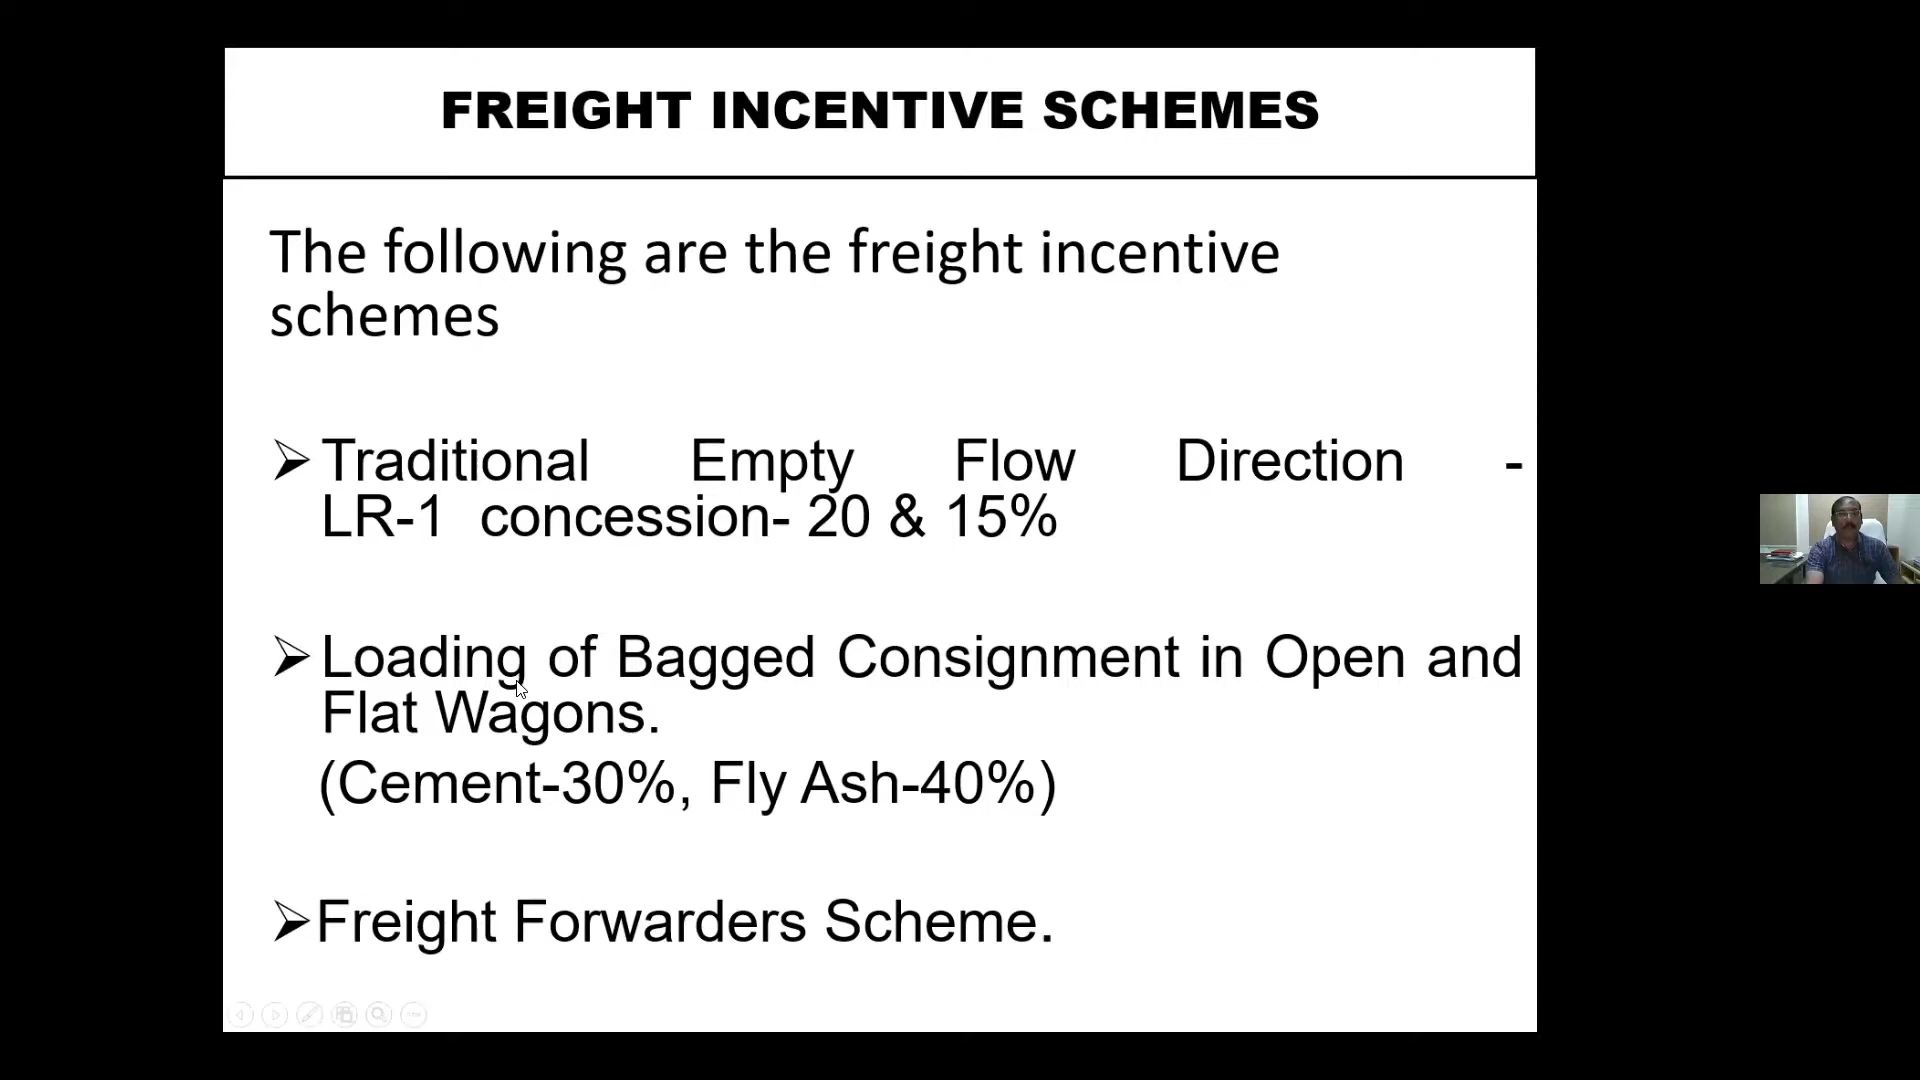 FREIGHT INCENTIVE SCHEMES
The following are the freight incentive
schemes
➢Traditional Empty Flow Direction -
LR-1 concession- 20 & 15%
➢Loading of Bagged Consignment in Open and
Flat Wagons.
(Cement-30%, Fly Ash-40%)
➢Freight Forwarders Scheme.